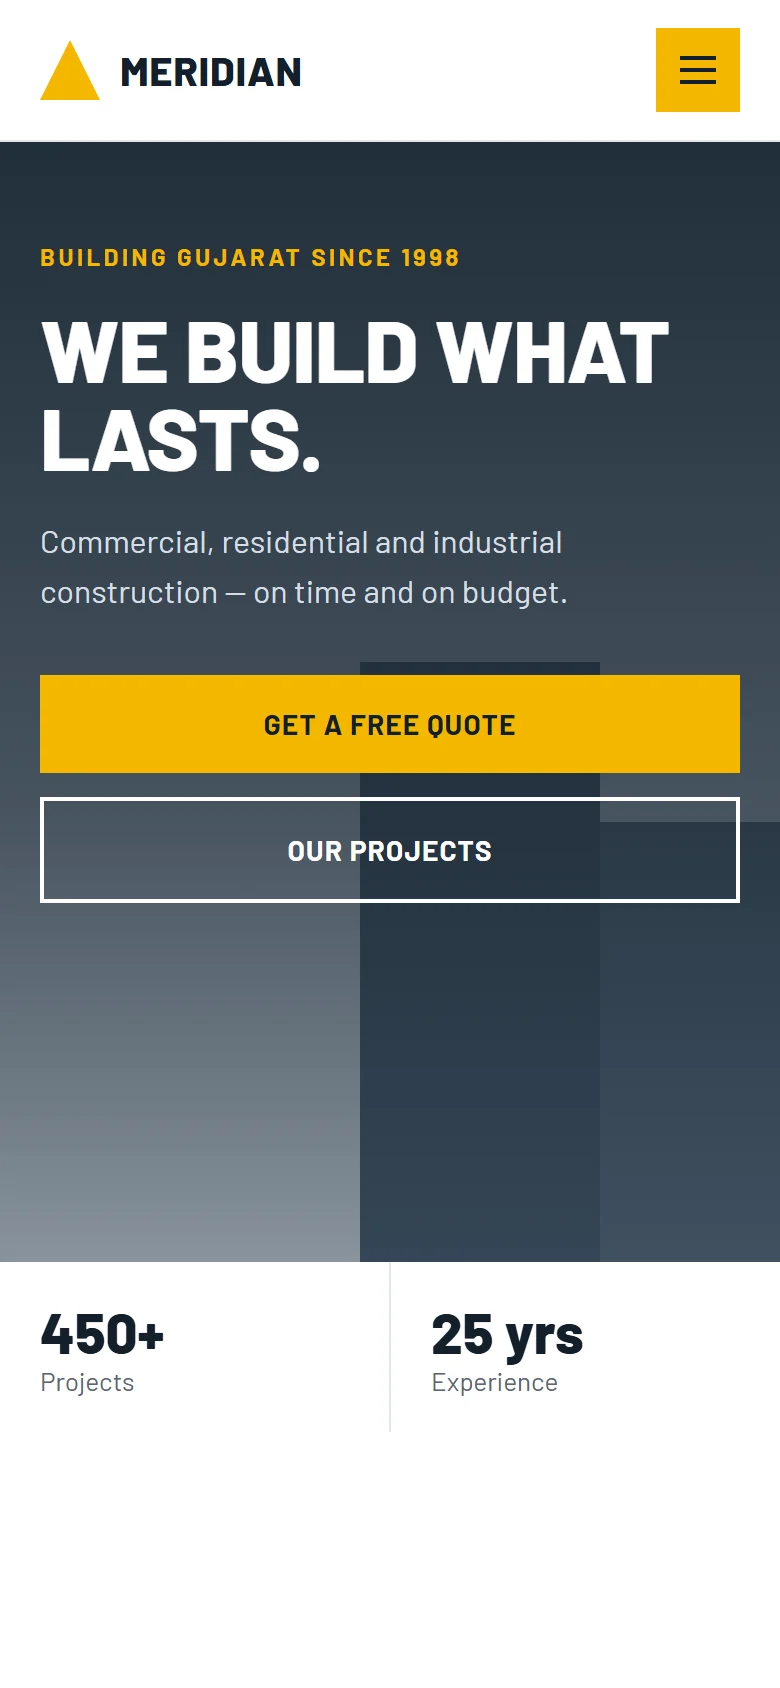 MERIDIAN
BUILDING GUJARAT SINCE 1998
WE BUILD WHAT
LASTS.
Commercial, residential and industrial
construction — on time and on budget.
GET A FREE QUOTE
OUR PROJECTS
450+
Projects
25 yrs
Experience